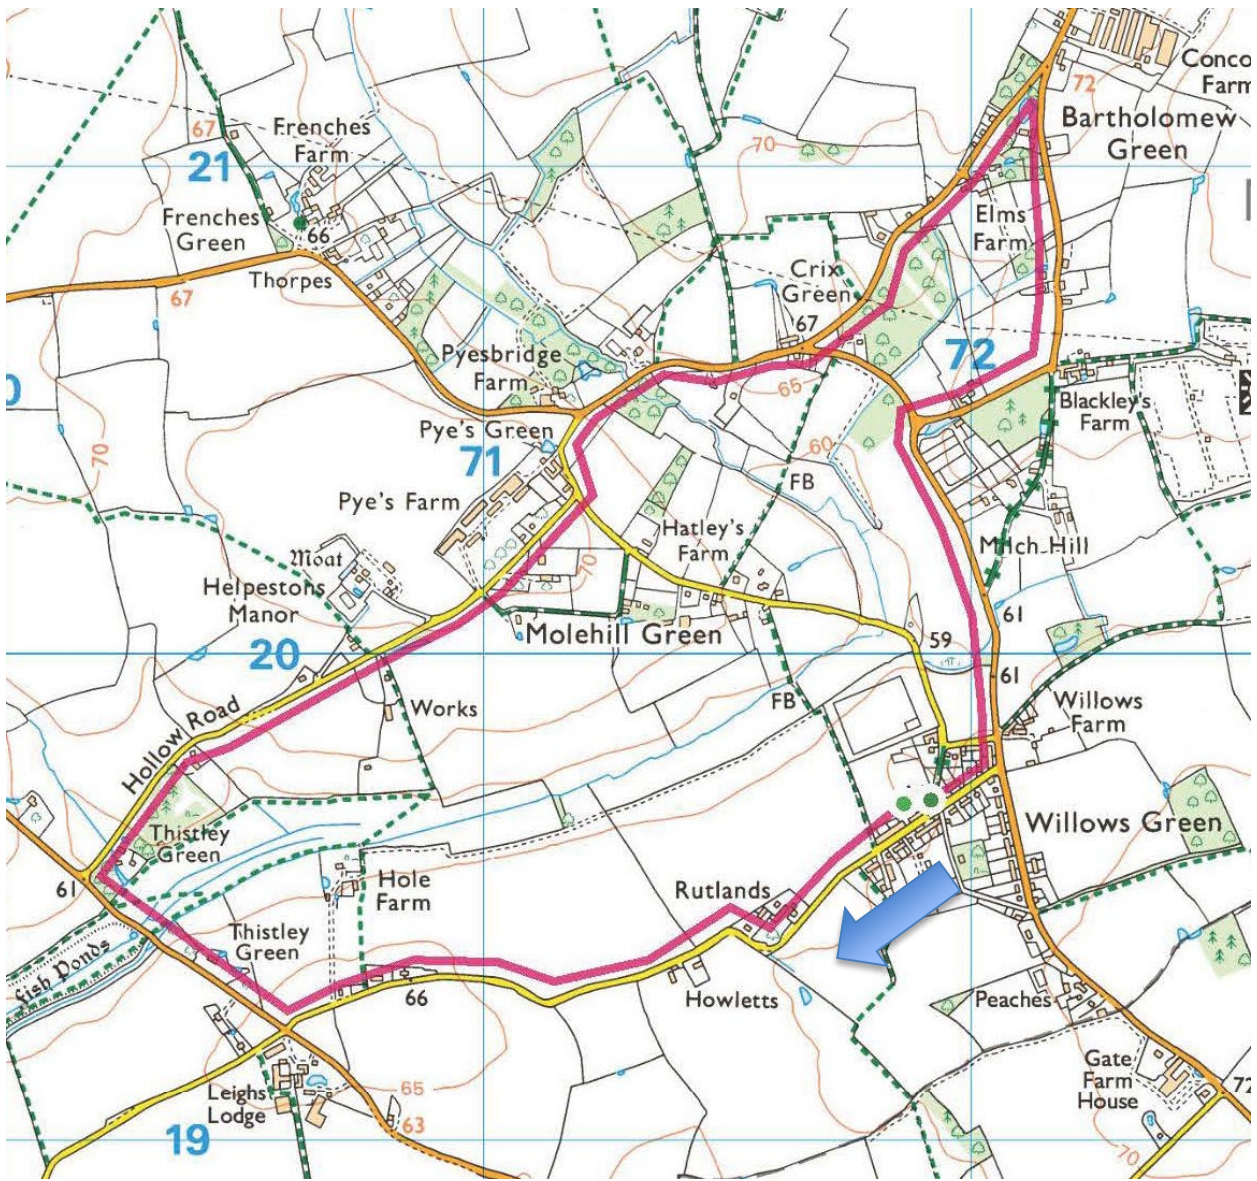 72
Conco
Farm
Bartholomew
Green
67
21
Frenches
Farm
70
Frenches
Green
66
Elms
Farm
Thorpes
67
Crix
Green
67
72
Pyesbridge
Farm
65
0
Blackley's
Farm
Pye's Green
70
71
60
FB
Pye's Farm
Hatley's
Farm
Moat
70
Milch Hill
Helpestons
Manor
61
Molehill Green
20
59
61
Works
FB
Willows
Farm
Hollow Road
Thistley
Green
Willows Green
61
Hole
Farm
Rutlands
Thistley
Green
fish Ponds
66
Howletts
Peaches
Gate
Farm
House
72
Leighs
Lodge
65
63
19
70